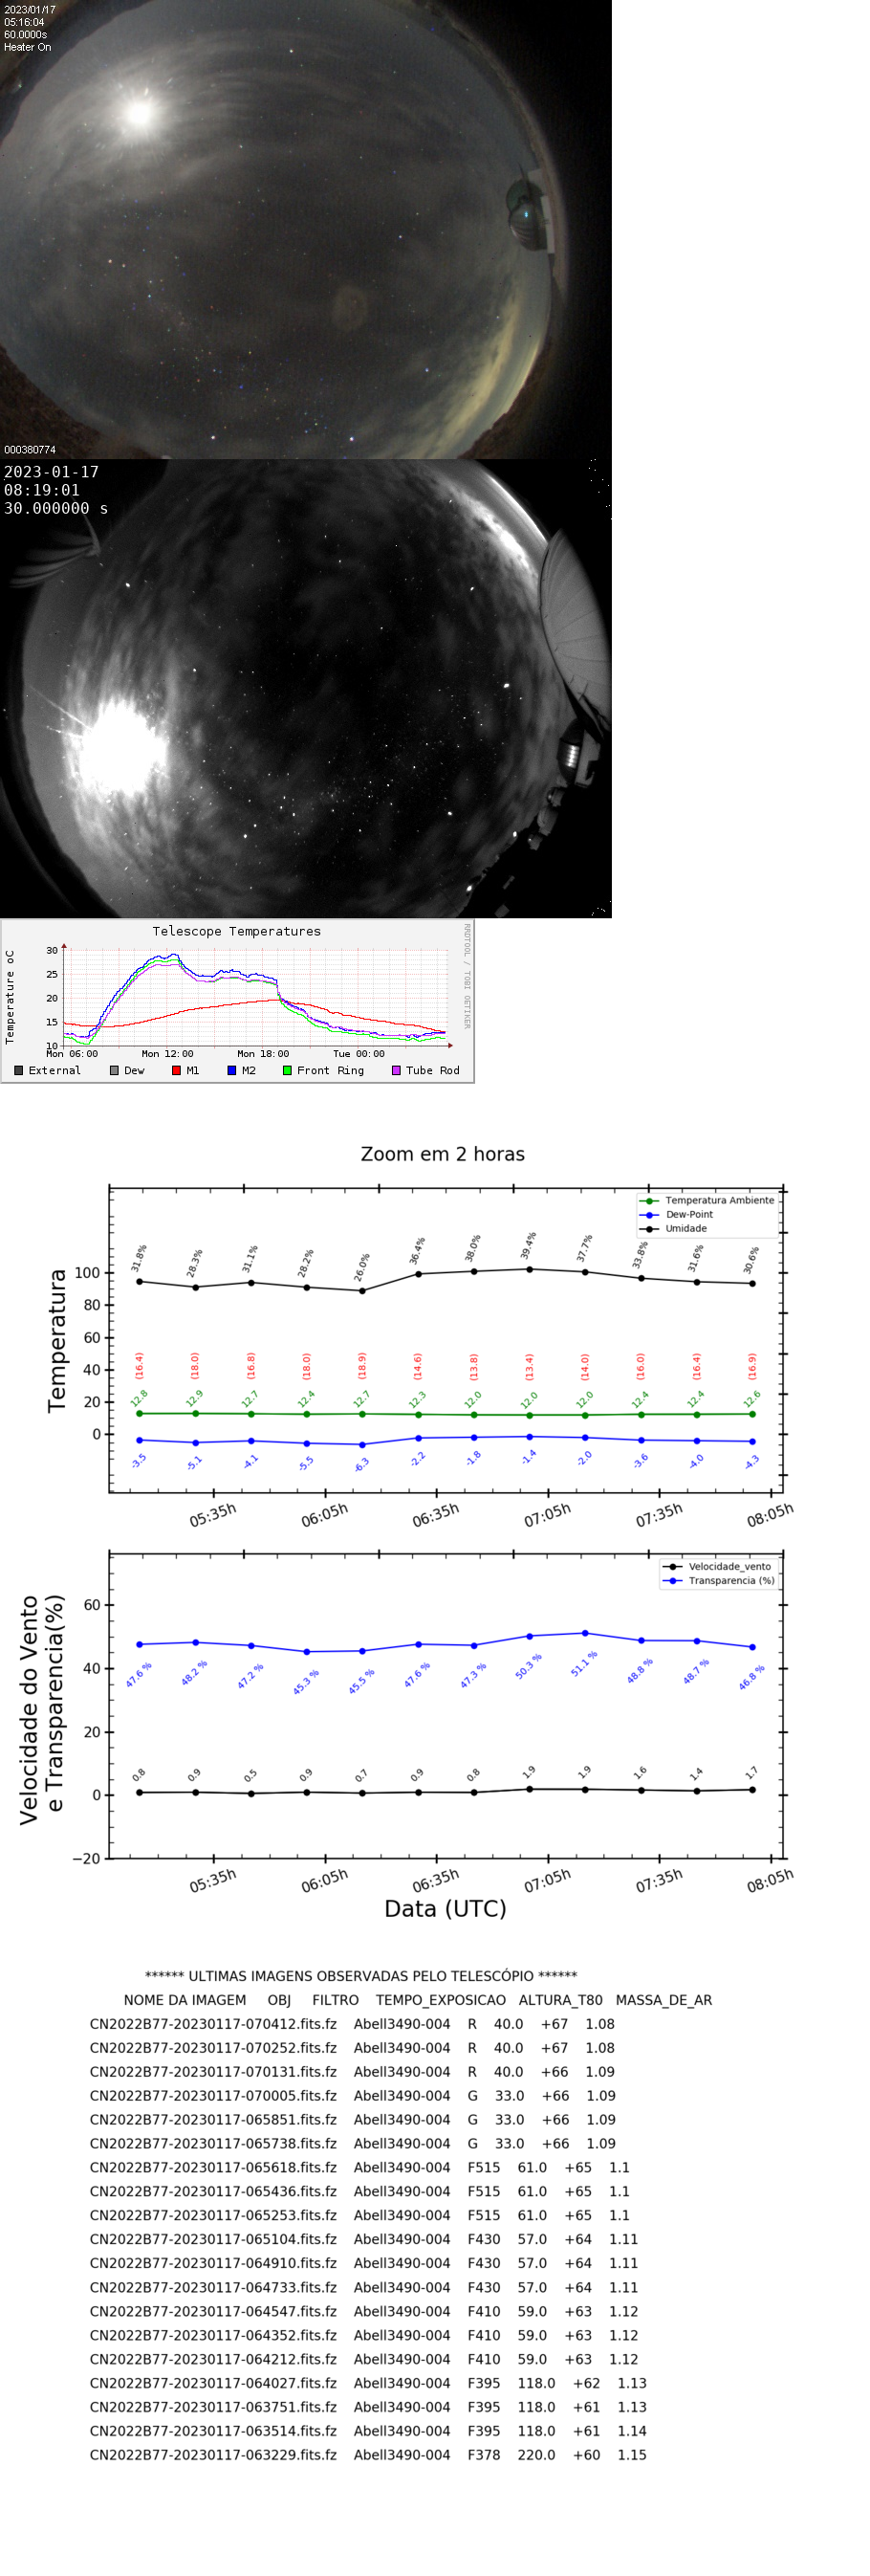 2023/01/17
05:16:04
60.0000s
Heater On
000380774
2023-01-17
08:19:01
30.000000 s
Telescope Temperatures
RRDTOOL / TOBI OETIKER
Temperature oC
30
25
20
15
10
Mon 06:00 Mon 12:00 Mon 18:00 Tue 00:00
External Dew M1 M2 Front Ring Tube Rod
Zoom em 2 horas
Temperatura Ambiente
Dew-Point
Umidade
Temperatura
100
80
60
40
20
0
31.8% 28.3% 31.1% 28.2% 26.0% 36.4% 38.0% 39.4% 37.7% 33.8% 31.6% 30.6%
(16.4) (18.0) (16.8) (18.0) (18.9) (14.6) (13.8) (13.4) (14.0) (16.0) (16.4) (16.9)
12.8 12.9 12.7 12.4 12.7 12.3 12.0 12.0 12.0 12.4 12.4 12.6
-3.5 -5.1 -4.1 -5.5 -6.3 -2.2 -1.8 -1.4 -2.0 -3.6 -4.0 -4.3
05:35h 06:05h 06:35h 07:05h 07:35h 08:05h
Velocidade_vento
Transparencia (%)
Velocidade do Vento
e Transparencia(%)
60
40
20
0
−20
47.6 % 48.2 % 47.2 % 45.3 % 45.5 % 47.6 % 47.3 % 50.3 % 51.1 % 48.8 % 48.7 % 46.8 %
0.8 0.9 0.5 0.9 0.7 0.9 0.8 1.9 1.9 1.6 1.4 1.7
05:35h 06:05h 06:35h 07:05h 07:35h 08:05h
Data (UTC)
****** ULTIMAS IMAGENS OBSERVADAS PELO TELESCÓPIO ******
NOME DA IMAGEM OBJ FILTRO TEMPO_EXPOSICAO ALTURA_T80 MASSA_DE_AR
CN2022B77-20230117-070412.fits.fz Abell3490-004 R 40.0 +67 1.08
CN2022B77-20230117-070252.fits.fz Abell3490-004 R 40.0 +67 1.08
CN2022B77-20230117-070131.fits.fz Abell3490-004 R 40.0 +66 1.09
CN2022B77-20230117-070005.fits.fz Abell3490-004 G 33.0 +66 1.09
CN2022B77-20230117-065851.fits.fz Abell3490-004 G 33.0 +66 1.09
CN2022B77-20230117-065738.fits.fz Abell3490-004 G 33.0 +66 1.09
CN2022B77-20230117-065618.fits.fz Abell3490-004 F515 61.0 +65 1.1
CN2022B77-20230117-065436.fits.fz Abell3490-004 F515 61.0 +65 1.1
CN2022B77-20230117-065253.fits.fz Abell3490-004 F515 61.0 +65 1.1
CN2022B77-20230117-065104.fits.fz Abell3490-004 F430 57.0 +64 1.11
CN2022B77-20230117-064910.fits.fz Abell3490-004 F430 57.0 +64 1.11
CN2022B77-20230117-064733.fits.fz Abell3490-004 F430 57.0 +64 1.11
CN2022B77-20230117-064547.fits.fz Abell3490-004 F410 59.0 +63 1.12
CN2022B77-20230117-064352.fits.fz Abell3490-004 F410 59.0 +63 1.12
CN2022B77-20230117-064212.fits.fz Abell3490-004 F410 59.0 +63 1.12
CN2022B77-20230117-064027.fits.fz Abell3490-004 F395 118.0 +62 1.13
CN2022B77-20230117-063751.fits.fz Abell3490-004 F395 118.0 +61 1.13
CN2022B77-20230117-063514.fits.fz Abell3490-004 F395 118.0 +61 1.14
CN2022B77-20230117-063229.fits.fz Abell3490-004 F378 220.0 +60 1.15